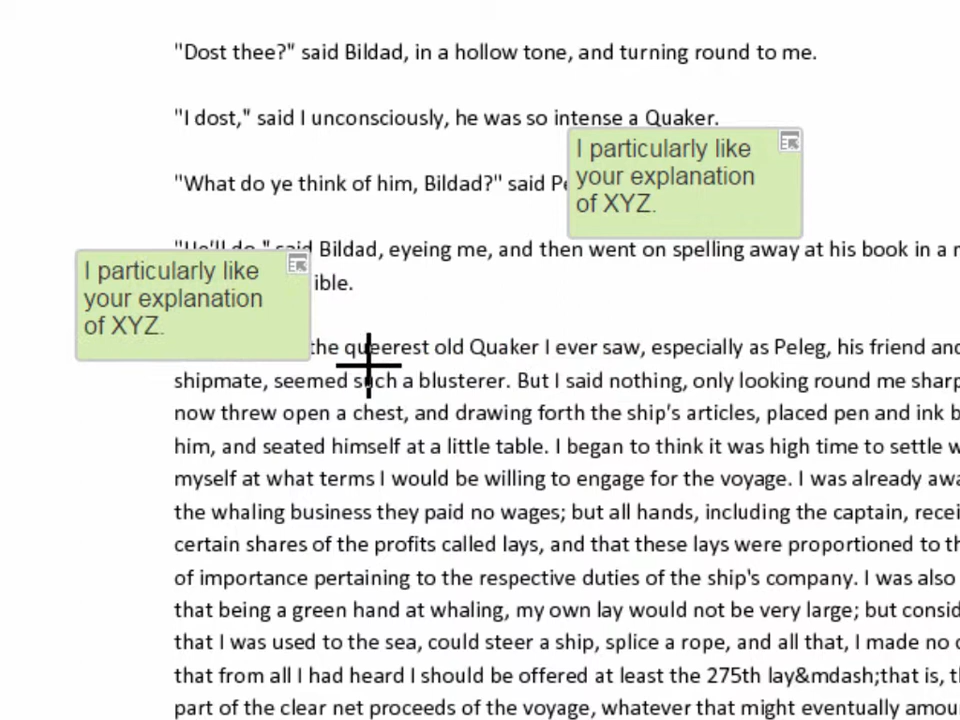 "Dost thee?" said Bildad, in a hollow tone, and turning round to me.
"I dost," said I unconsciously, he was so intense a Quaker.
I particularly like
your explanation
of XYZ.
"What do ye think of him, Bildad?" said
"He'll do," said Bildad, eyeing me, and then went on spelling away at his book in a
ible.
I particularly like
your explanation
of XYZ.
the queerest old Quaker I ever saw, especially as Peleg, his friend and
shipmate, seemed such a blusterer. But I said nothing, only looking round me sharp
now threw open a chest, and drawing forth the ship's articles, placed pen and ink b
him, and seated himself at a little table. I began to think it was high time to settle w
myself at what terms I would be willing to engage for the voyage. I was already awa
the whaling business they paid no wages; but all hands, including the captain, recei
certain shares of the profits called lays, and that these lays were proportioned to th
of importance pertaining to the respective duties of the ship's company. I was also
that being a green hand at whaling, my own lay would not be very large; but consid
that I was used to the sea, could steer a ship, splice a rope, and all that, I made no
that from all I had heard I should be offered at least the 275th lay&mdash;that is, t
part of the clear net proceeds of the voyage, whatever that might eventually amou